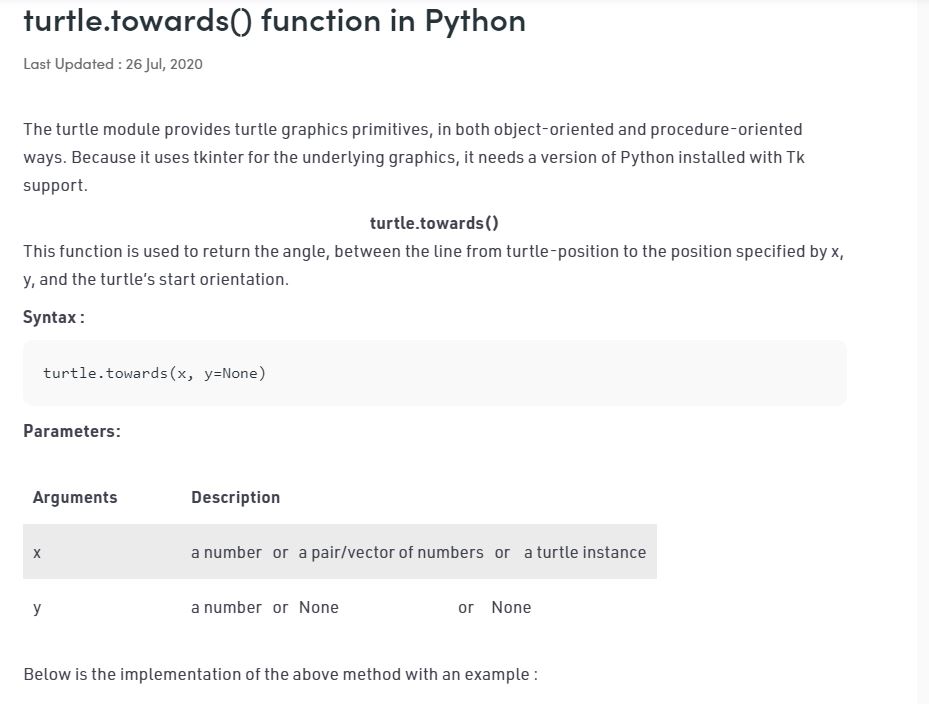 turtle.towards() function in Python
Last Updated : 26 Jul, 2020
The turtle module provides turtle graphics primitives, in both object-oriented and procedure-oriented
ways. Because it uses tkinter for the underlying graphics, it needs a version of Python installed with Tk
support.
turtle.towards()
This function is used to return the angle, between the line from turtle-position to the position specified by x,
y, and the turtle’s start orientation.
Syntax :
turtle.towards(x, y=None)
Parameters:
Arguments Description
x a number or a pair/vector of numbers or a turtle instance
y a number or None or None
Below is the implementation of the above method with an example :